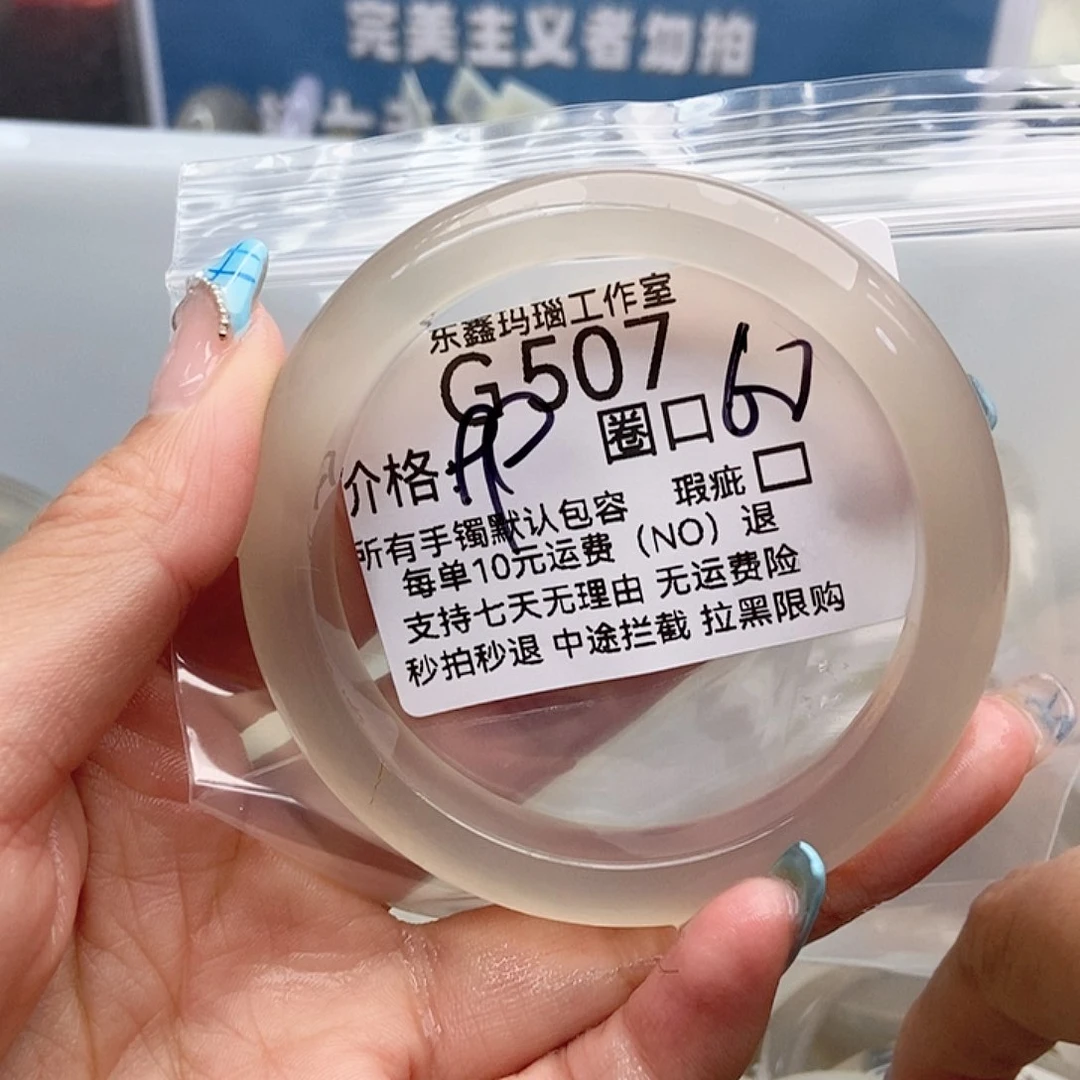 完美主义者勿拍
东鑫玛瑙工作室
G507
价格: 圈口
瑕疵
所有手镯默认包容
每单10元运费（NO）退
支持七天无理由 无运费险
秒拍秒退 中途拦截 拉黑限购